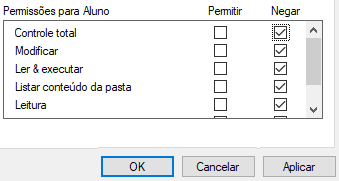 Permissões para Aluno Permitir Negar
Controle total
Modificar
Ler & executar
Listar conteúdo da pasta
Leitura
OK Cancelar Aplicar